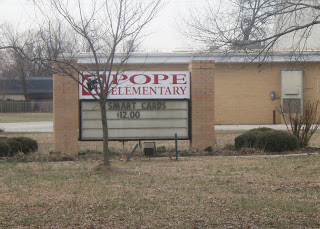 POPE
ELEMENTARY
SMART CARDS
$12.00